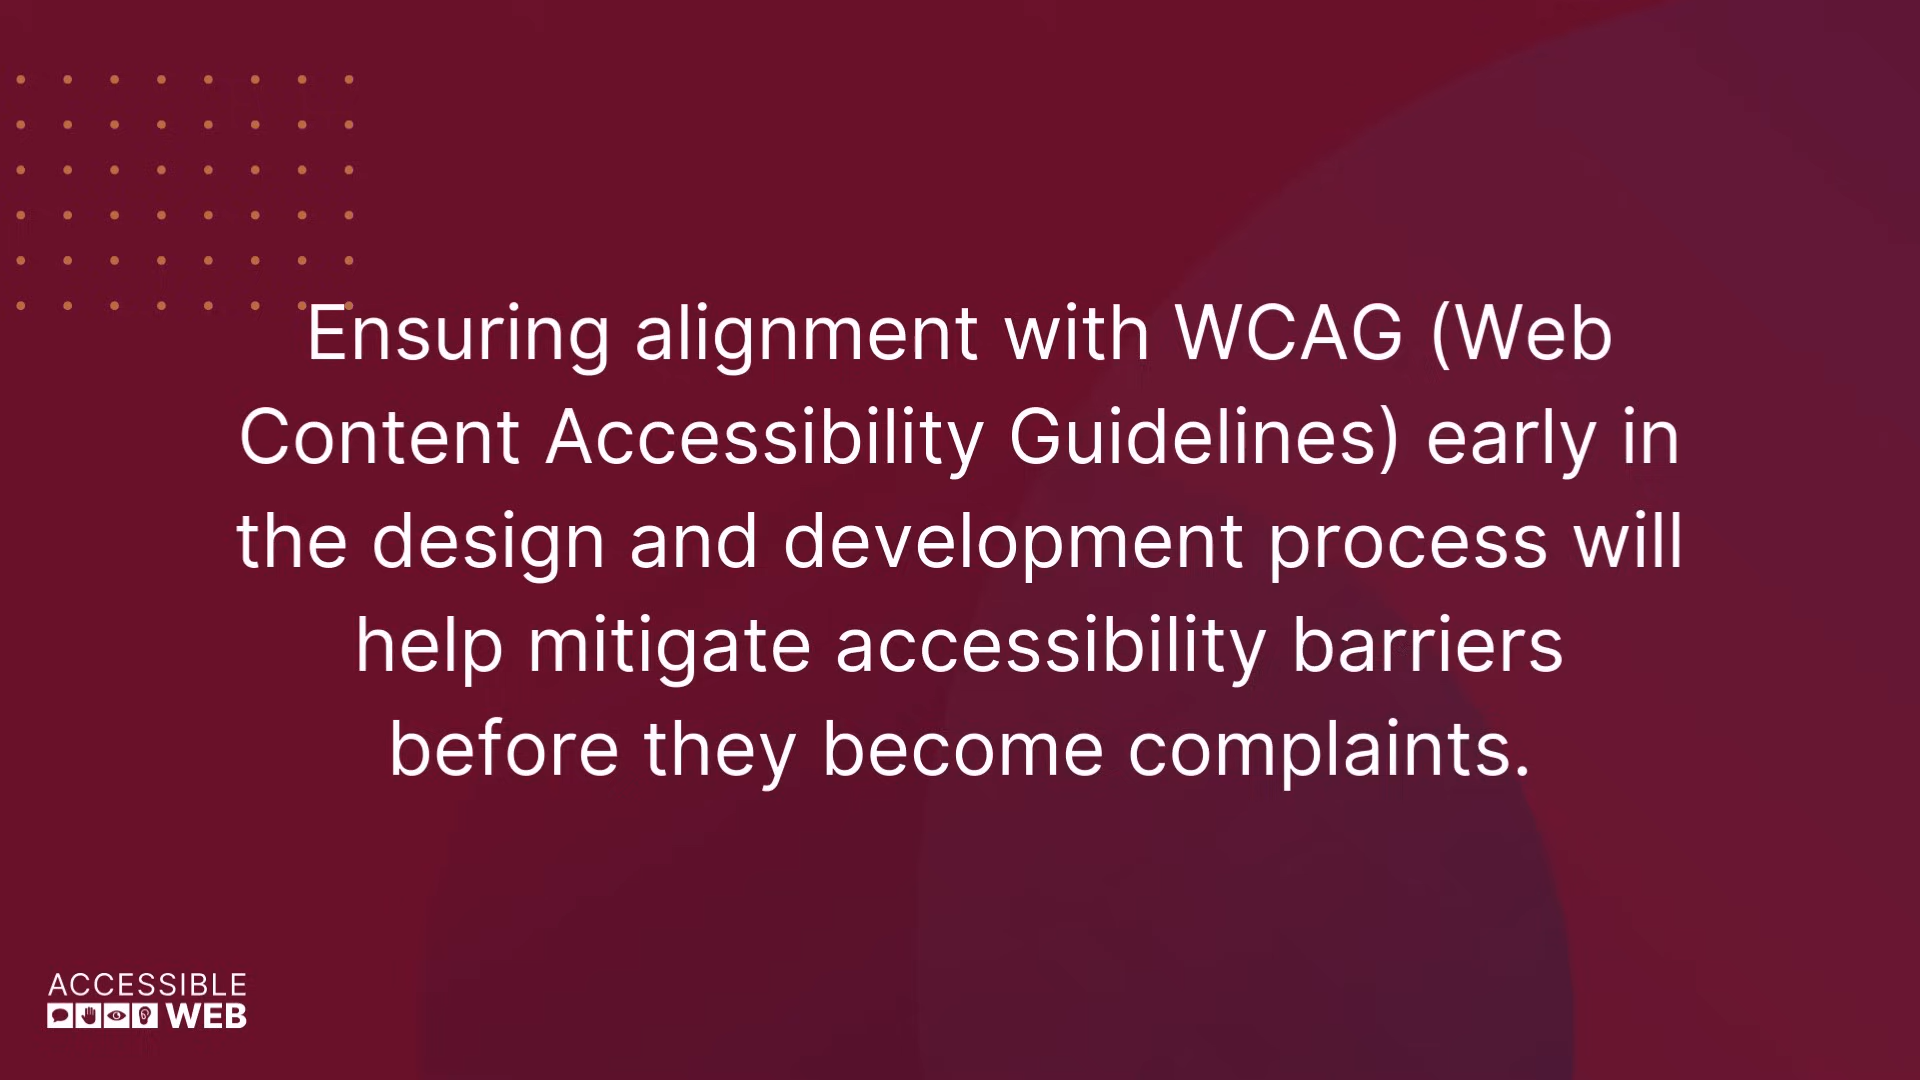 Ensuring alignment with WCAG (Web
Content Accessibility Guidelines) early in
the design and development process will
help mitigate accessibility barriers
before they become complaints.
ACCESSIBLE
WEB